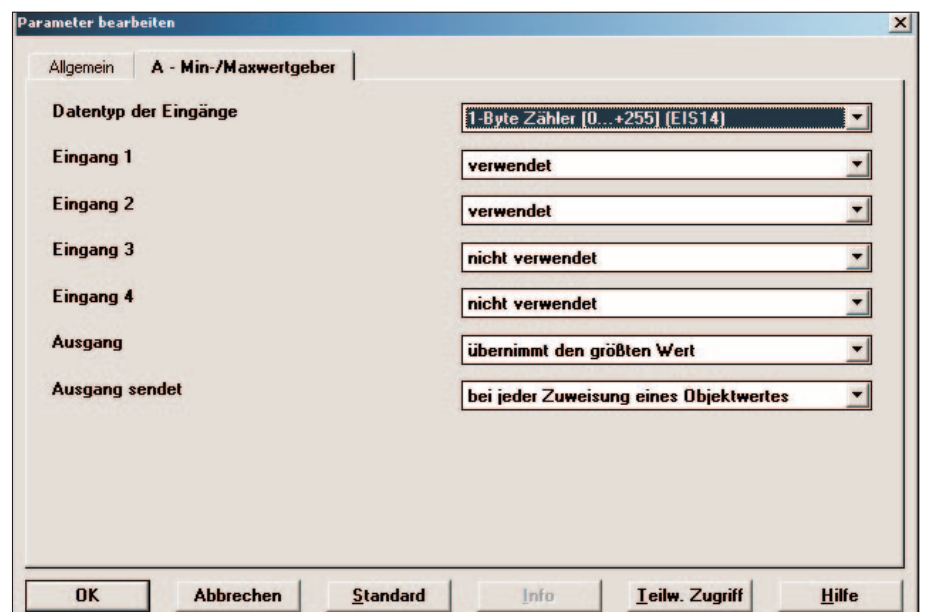 Parameter bearbeiten
Allgemein A - Min-/Maxwertgeber
Datentyp der Eingänge 1-Byte Zähler [0...+255] (EIS14)
Eingang 1 verwendet
Eingang 2 verwendet
Eingang 3 nicht verwendet
Eingang 4 nicht verwendet
Ausgang übernimmt den größten Wert
Ausgang sendet bei jeder Zuweisung eines Objektwertes
OK Abbrechen Standard Info Teilw. Zugriff Hilfe